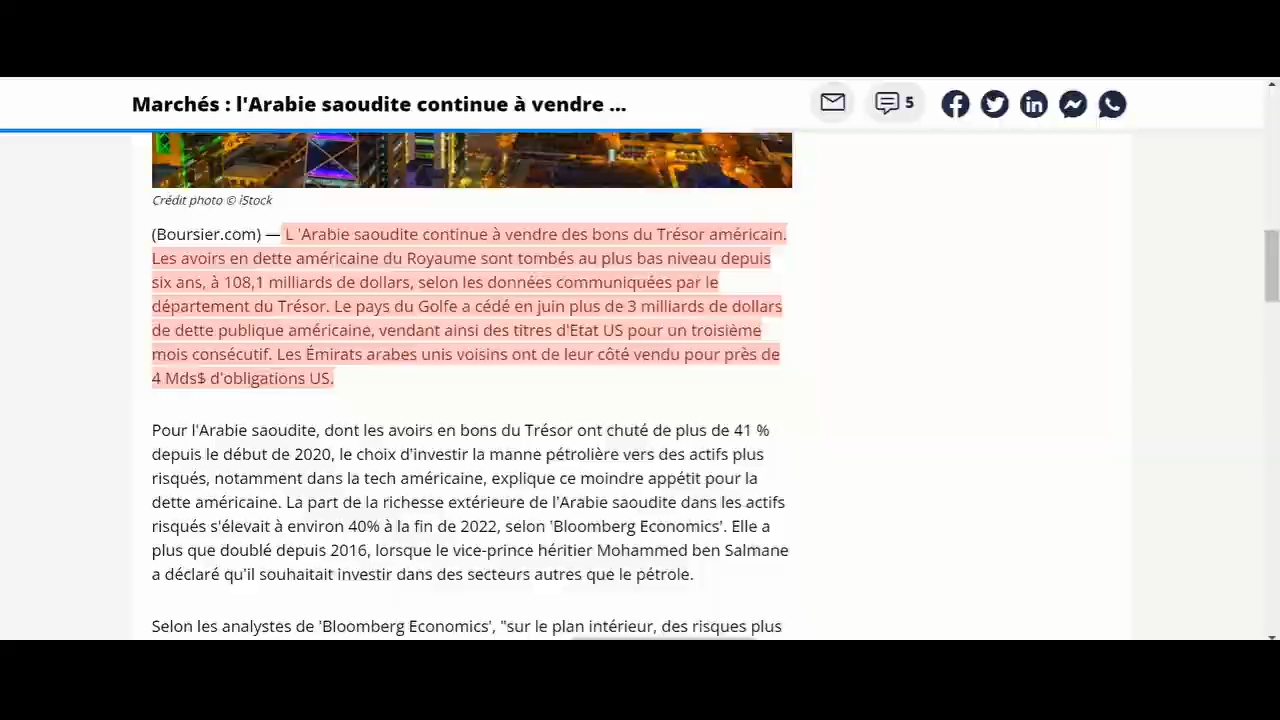 Marchés : l'Arabie saoudite continue à vendre ...
5
Crédit photo © iStock
(Boursier.com) — L 'Arabie saoudite continue à vendre des bons du Trésor américain.
Les avoirs en dette américaine du Royaume sont tombés au plus bas niveau depuis
six ans, à 108,1 milliards de dollars, selon les données communiquées par le
département du Trésor. Le pays du Golfe a cédé en juin plus de 3 milliards de dollars
de dette publique américaine, vendant ainsi des titres d'Etat US pour un troisième
mois consécutif. Les Émirats arabes unis voisins ont de leur côté vendu pour près de
4 Mds$ d'obligations US.
Pour l'Arabie saoudite, dont les avoirs en bons du Trésor ont chuté de plus de 41 %
depuis le début de 2020, le choix d'investir la manne pétrolière vers des actifs plus
risqués, notamment dans la tech américaine, explique ce moindre appétit pour la
dette américaine. La part de la richesse extérieure de l'Arabie saoudite dans les actifs
risqués s'élevait à environ 40% à la fin de 2022, selon 'Bloomberg Economics'. Elle a
plus que doublé depuis 2016, lorsque le vice-prince héritier Mohammed ben Salmane
a déclaré qu'il souhaitait investir dans des secteurs autres que le pétrole.
Selon les analystes de 'Bloomberg Economics', "sur le plan intérieur, des risques plus